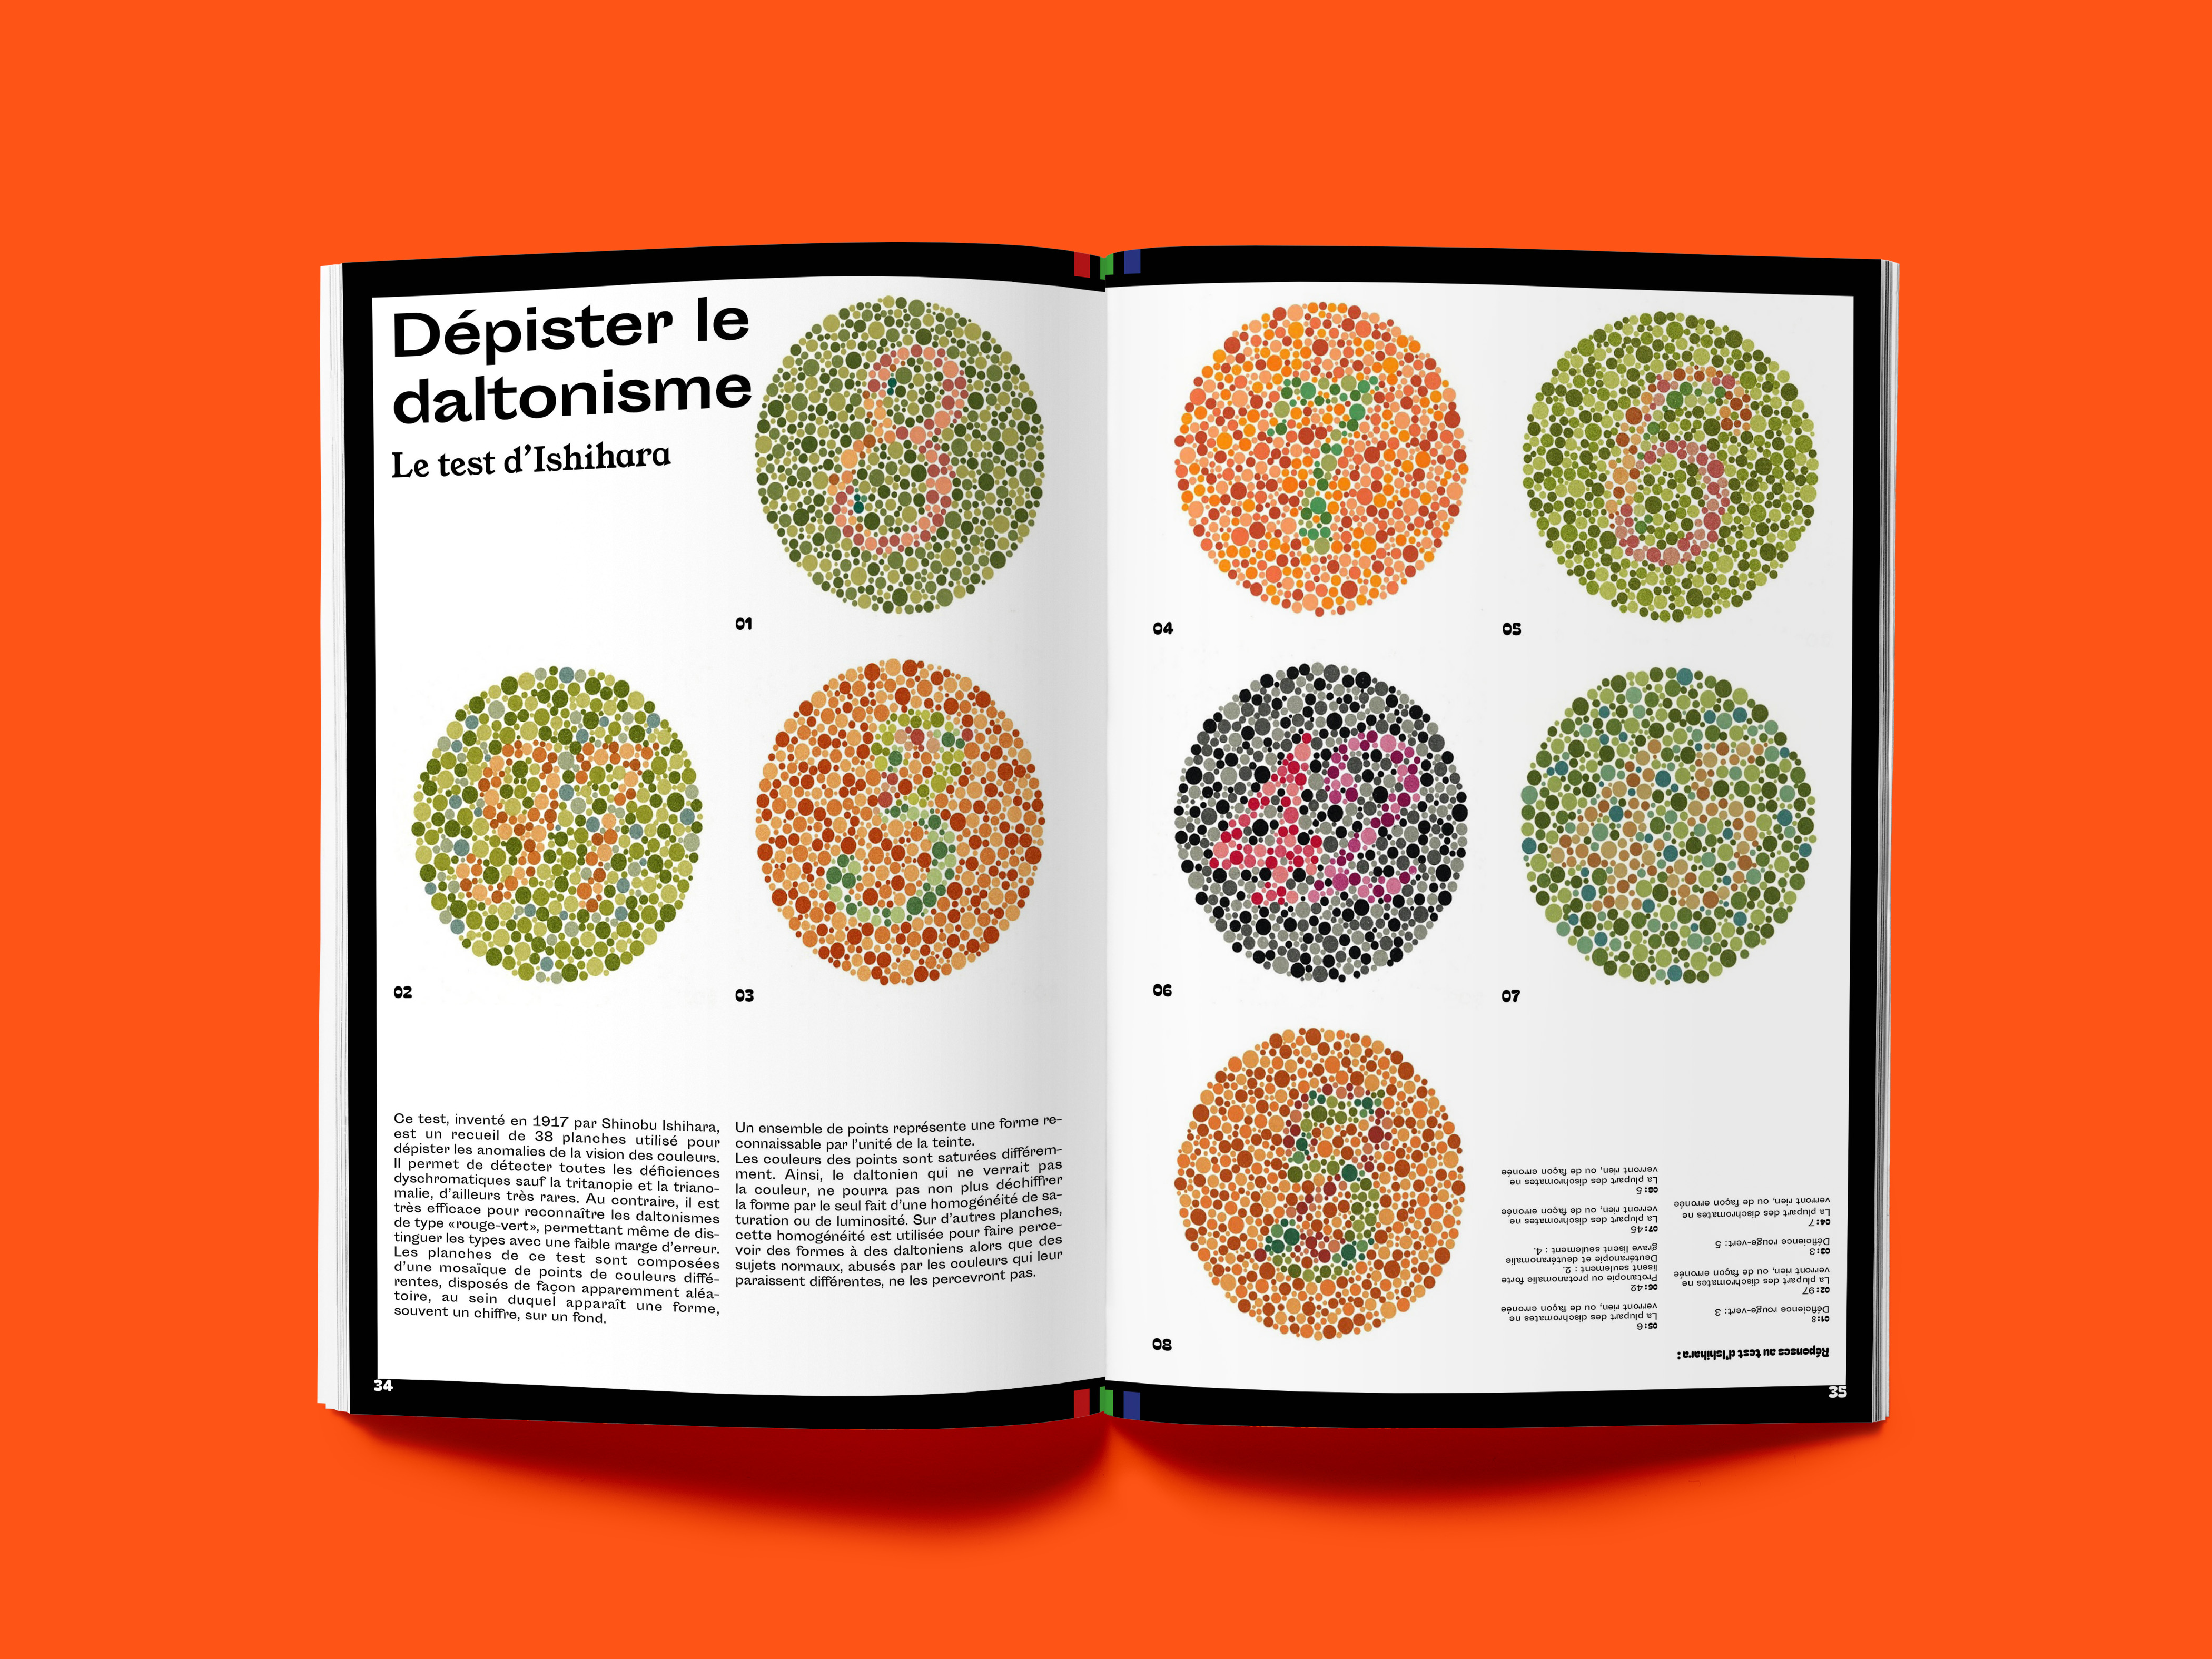 Dépister le
daltonisme
Le test d'Ishihara
01
02
03
Ce test, inventé en 1917 par Shinobu Ishihara,
est un recueil de 38 planches utilisé pour
dépister les anomalies de la vision des couleurs.
Il permet de détecter toutes les déficiences
dyschromatiques sauf la tritanopie et la triano-
malie, d'ailleurs très rares. Au contraire, il est
très efficace pour reconnaître les daltonismes
de type «rouge-vert», permettant même de dis-
tinguer les types avec une faible marge d'erreur.
Les planches de ce test sont composées
d'une mosaïque de points de couleurs diffé-
rentes, disposés de façon apparemment aléa-
toire, au sein duquel apparaît une forme,
souvent un chiffre, sur un fond.
Un ensemble de points représente une forme re-
connaissable par l'unité de la teinte.
Les couleurs des points sont saturées différem-
ment. Ainsi, le daltonien qui ne verrait pas
la couleur, ne pourra pas non plus déchiffrer
la forme par le seul fait d'une homogénéité de sa-
turation ou de luminosité. Sur d'autres planches,
cette homogénéité est utilisée pour faire perce-
voir des formes à des daltoniens alors que des
sujets normaux, abusés par les couleurs qui leur
paraissent différentes, ne les percevront pas.
34
8
97
3
04
05
06
07
08
7
6
42
45
5
Réponses au test d'Ishihara :
01: 8
Déficience rouge-vert: 3
02: 97
La plupart des dischromates ne
verront rien, ou de façon erronée
03: 3
Déficience rouge-vert: 5
04: 7
La plupart des dischromates ne
verront rien, ou de façon erronée
05: 6
La plupart des dischromates ne
verront rien, ou de façon erronée
06: 42
Protanopie ou protanomalie forte
lisent seulement : 2.
Deutéranopie et deutéranomalie
grave lisent seulement : 4.
07: 45
La plupart des dischromates ne
verront rien, ou de façon erronée
08: 5
La plupart des dischromates ne
verront rien, ou de façon erronée
35